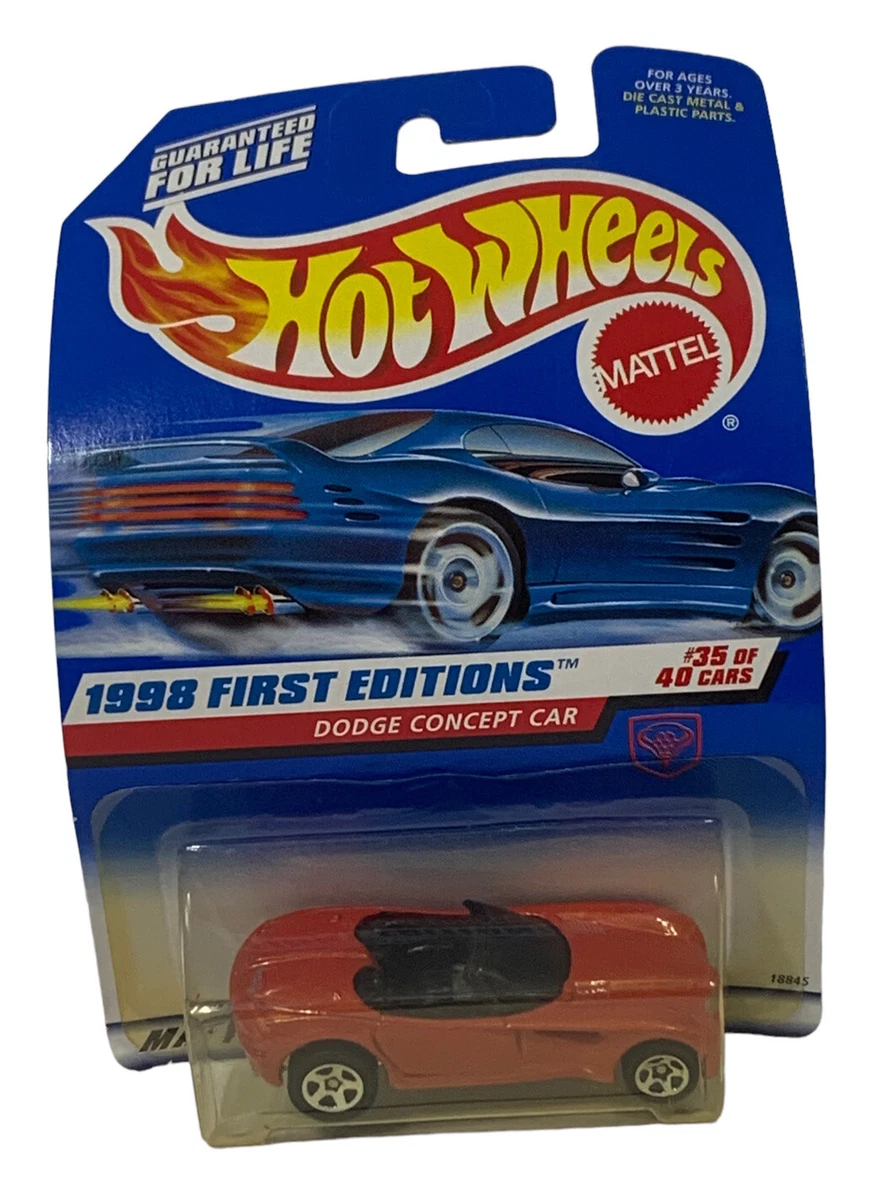 GUARANTEED
FOR LIFE
FOR AGES
OVER 3 YEARS.
DIE CAST METAL &
PLASTIC PARTS.
HOT WHEELS
MATTEL
®
1998 FIRST EDITIONS™
#35 OF
40 CARS
DODGE CONCEPT CAR
18845